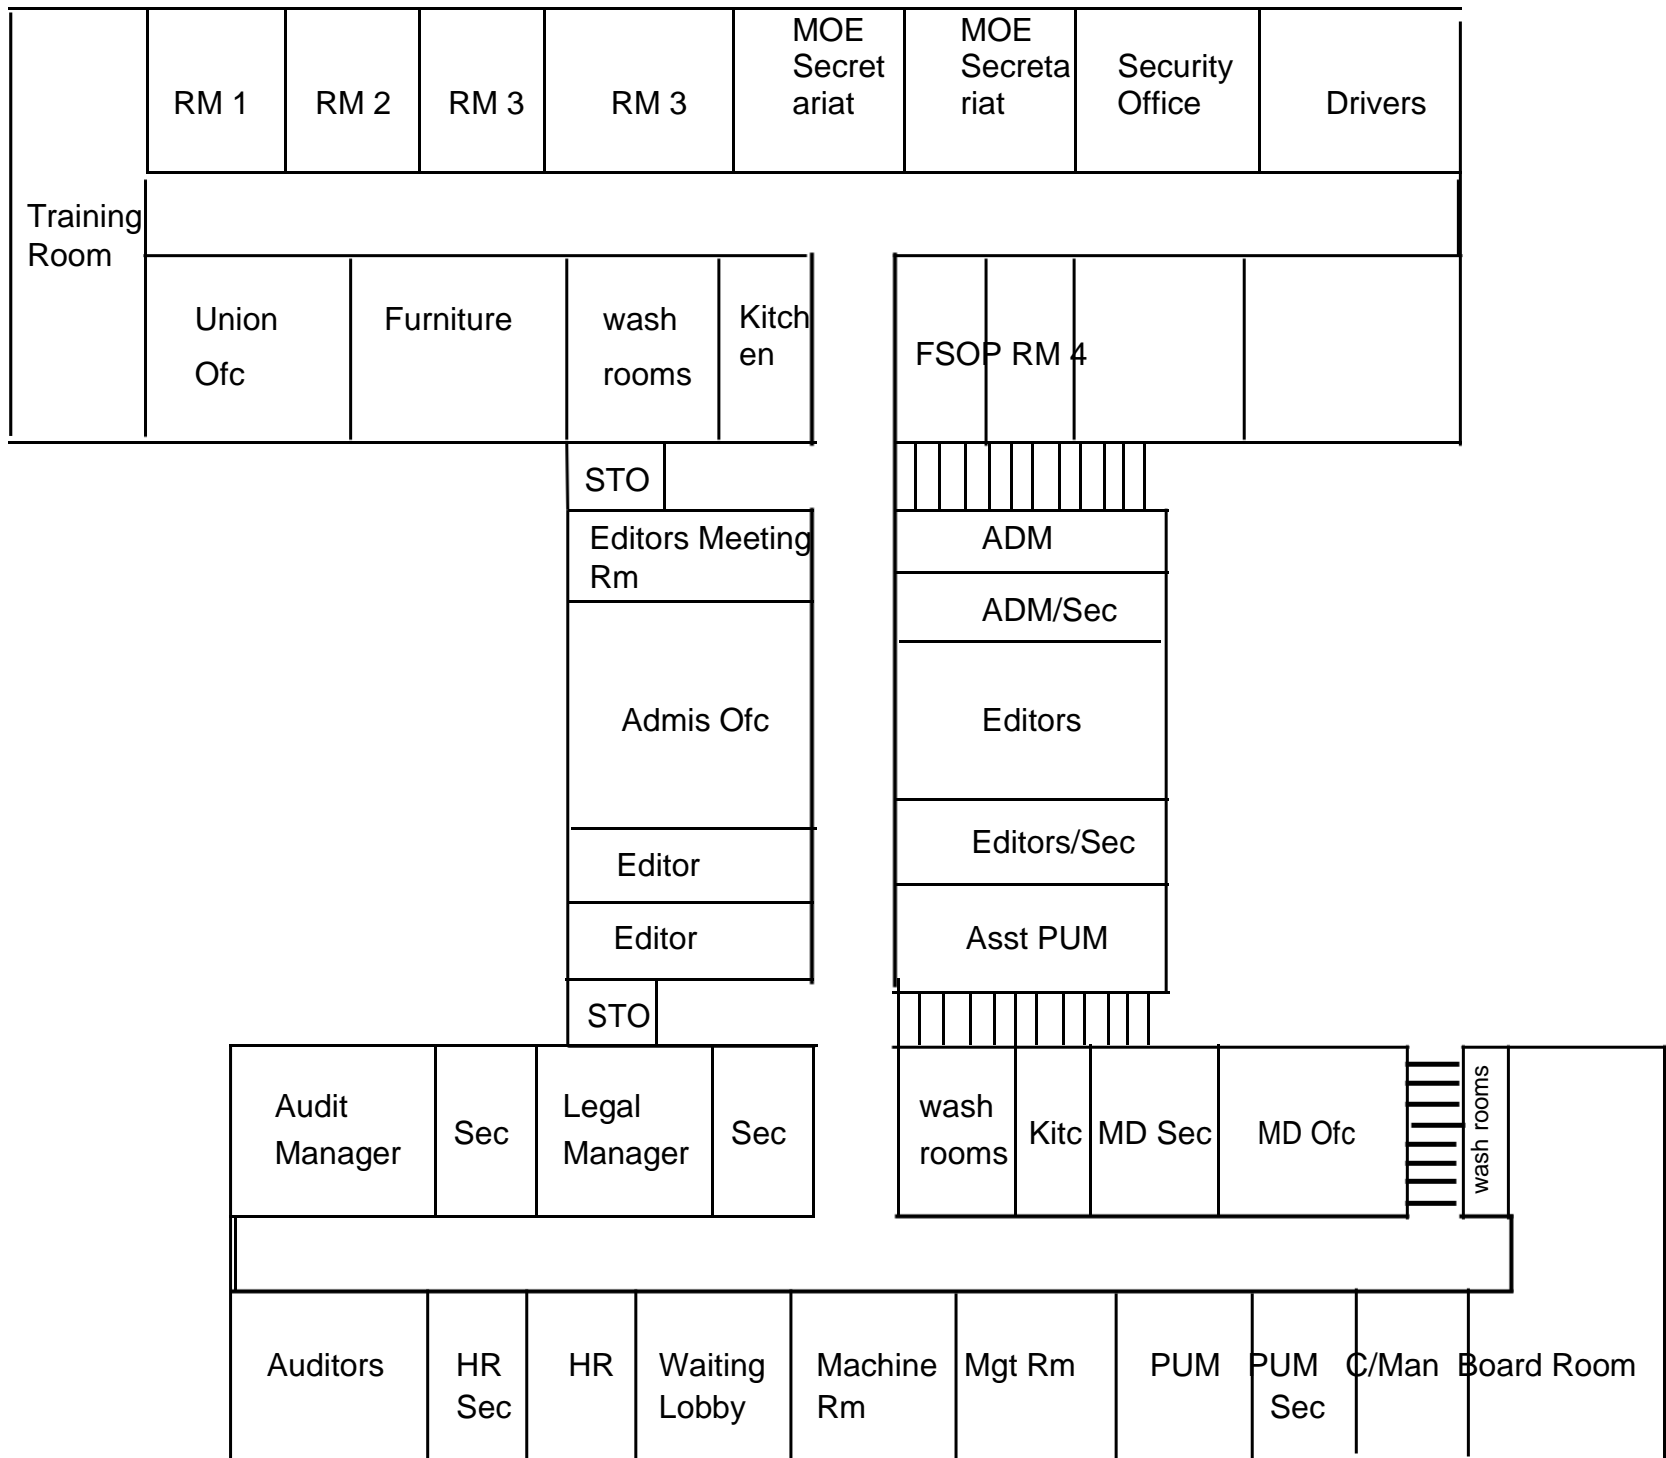 RM 1
RM 2
RM 3
RM 3
MOE
Secret
ariat
MOE
Secreta
riat
Security
Office
Drivers
Training
Room
Union
Ofc
Furniture
wash
rooms
Kitch
en
FSOP RM 4
STO
Editors Meeting
Rm
ADM
ADM/Sec
Admis Ofc
Editors
Editor
Editors/Sec
Editor
Asst PUM
STO
Audit
Manager
Sec
Legal
Manager
Sec
wash
rooms
Kitc
MD Sec
MD Ofc
wash rooms
Auditors
HR
Sec
HR
Waiting
Lobby
Machine
Rm
Mgt Rm
PUM
PUM
Sec
C/Man
Board Room